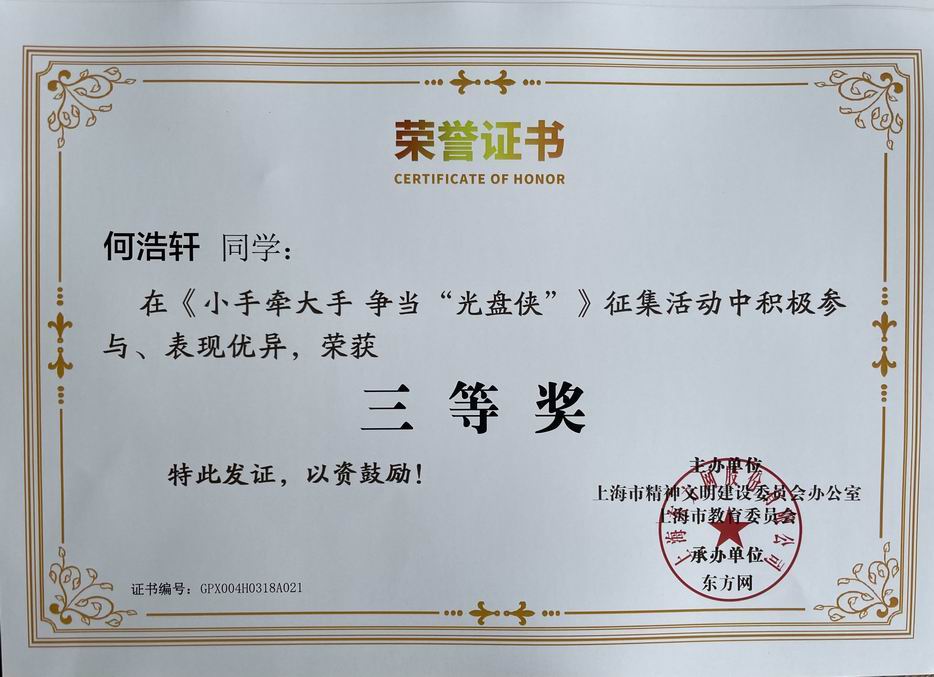 荣誉证书
CERTIFICATE OF HONOR
何浩轩 同学:
在《小手牵大手 争当“光盘侠”》征集活动中积极参
与、表现优异，荣获
三等奖
特此发证，以资鼓励！
主办单位
上海市精神文明建设委员会办公室
上海市教育委员会
承办单位
东方网
证书编号：GPX004H0318A021